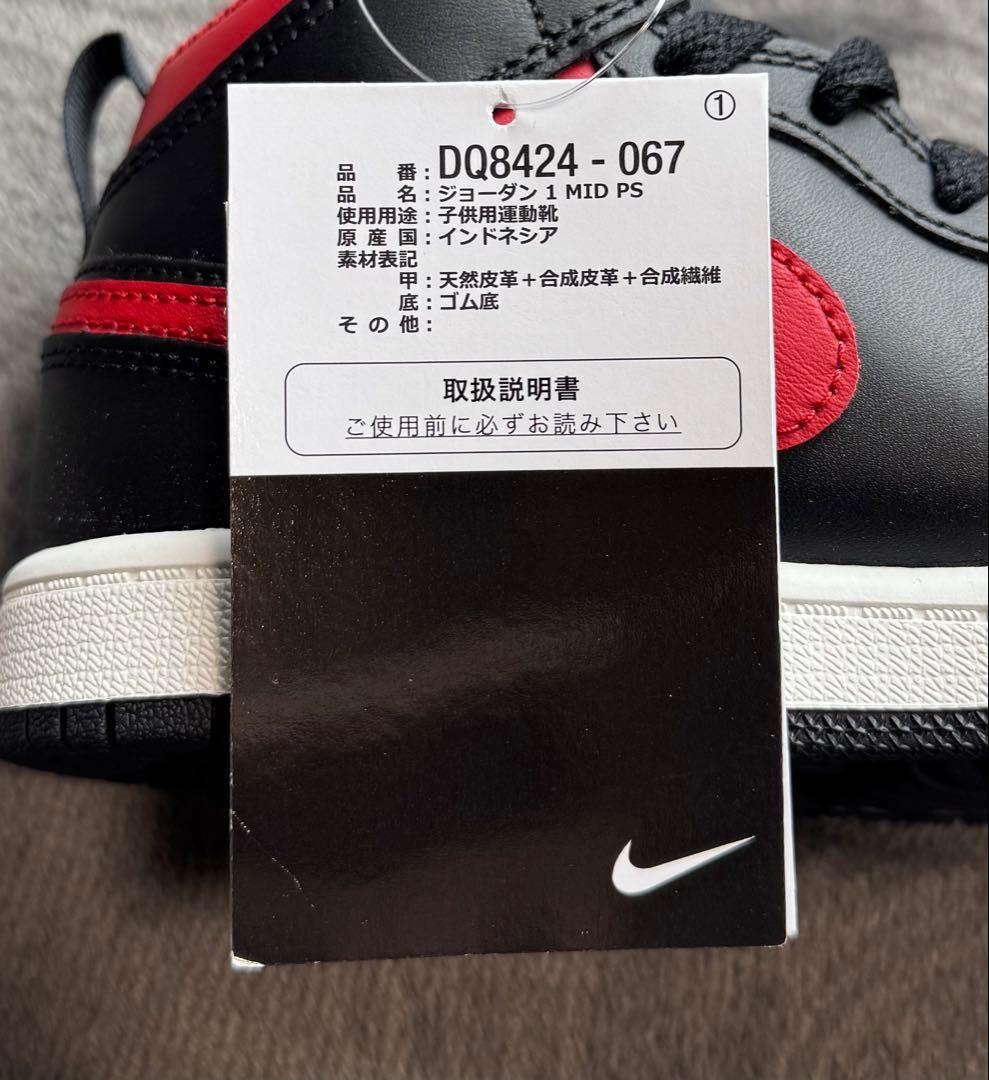 ①
品番：DQ8424 - 067
品名：ジョーダン 1 MID PS
使用用途：子供用運動靴
原産国：インドネシア
素材表記
甲：天然皮革＋合成皮革＋合成繊維
底：ゴム底
その他：
取扱説明書
ご使用前に必ずお読み下さい